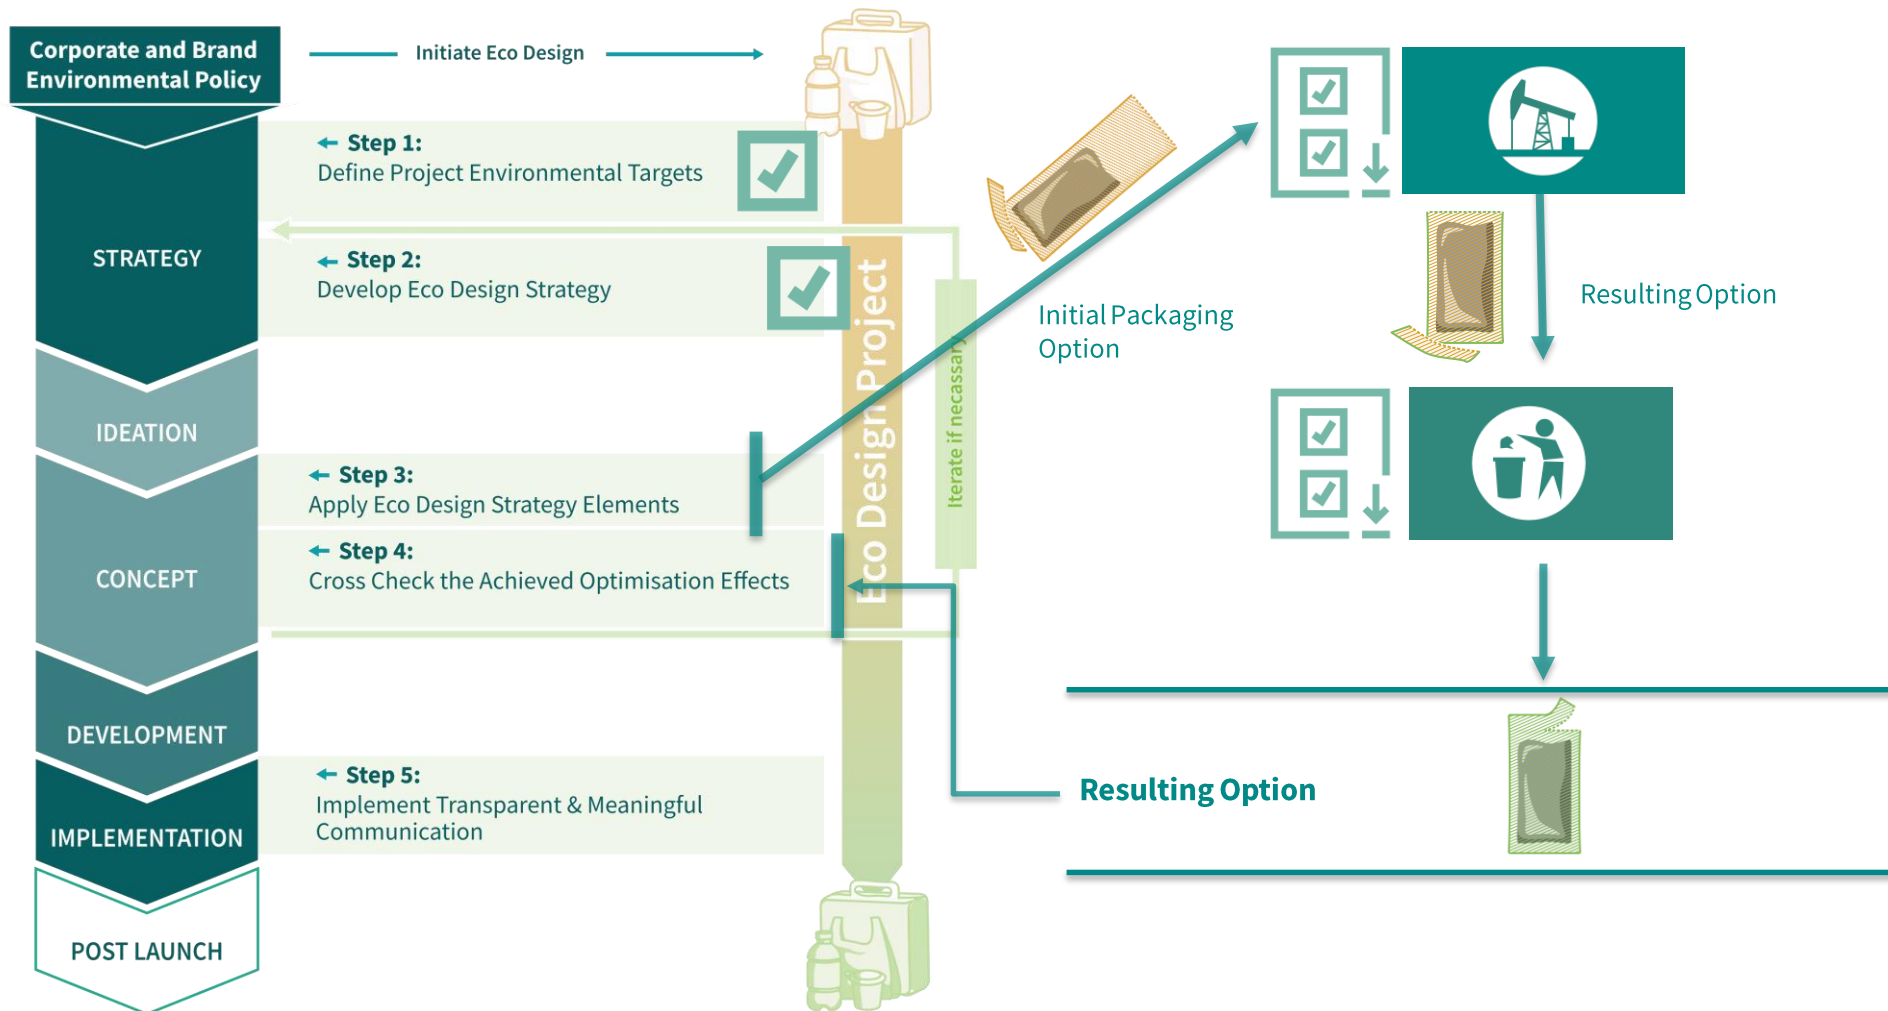 Corporate and Brand
Environmental Policy
Initiate Eco Design
Step 1:
Define Project Environmental Targets
STRATEGY
Step 2:
Develop Eco Design Strategy
IDEATION
Step 3:
Apply Eco Design Strategy Elements
CONCEPT
Step 4:
Cross Check the Achieved Optimisation Effects
DEVELOPMENT
Step 5:
Implement Transparent & Meaningful
Communication
IMPLEMENTATION
POST LAUNCH
Eco Design Project
Iterate if necassary
Initial Packaging
Option
Resulting Option
Resulting Option